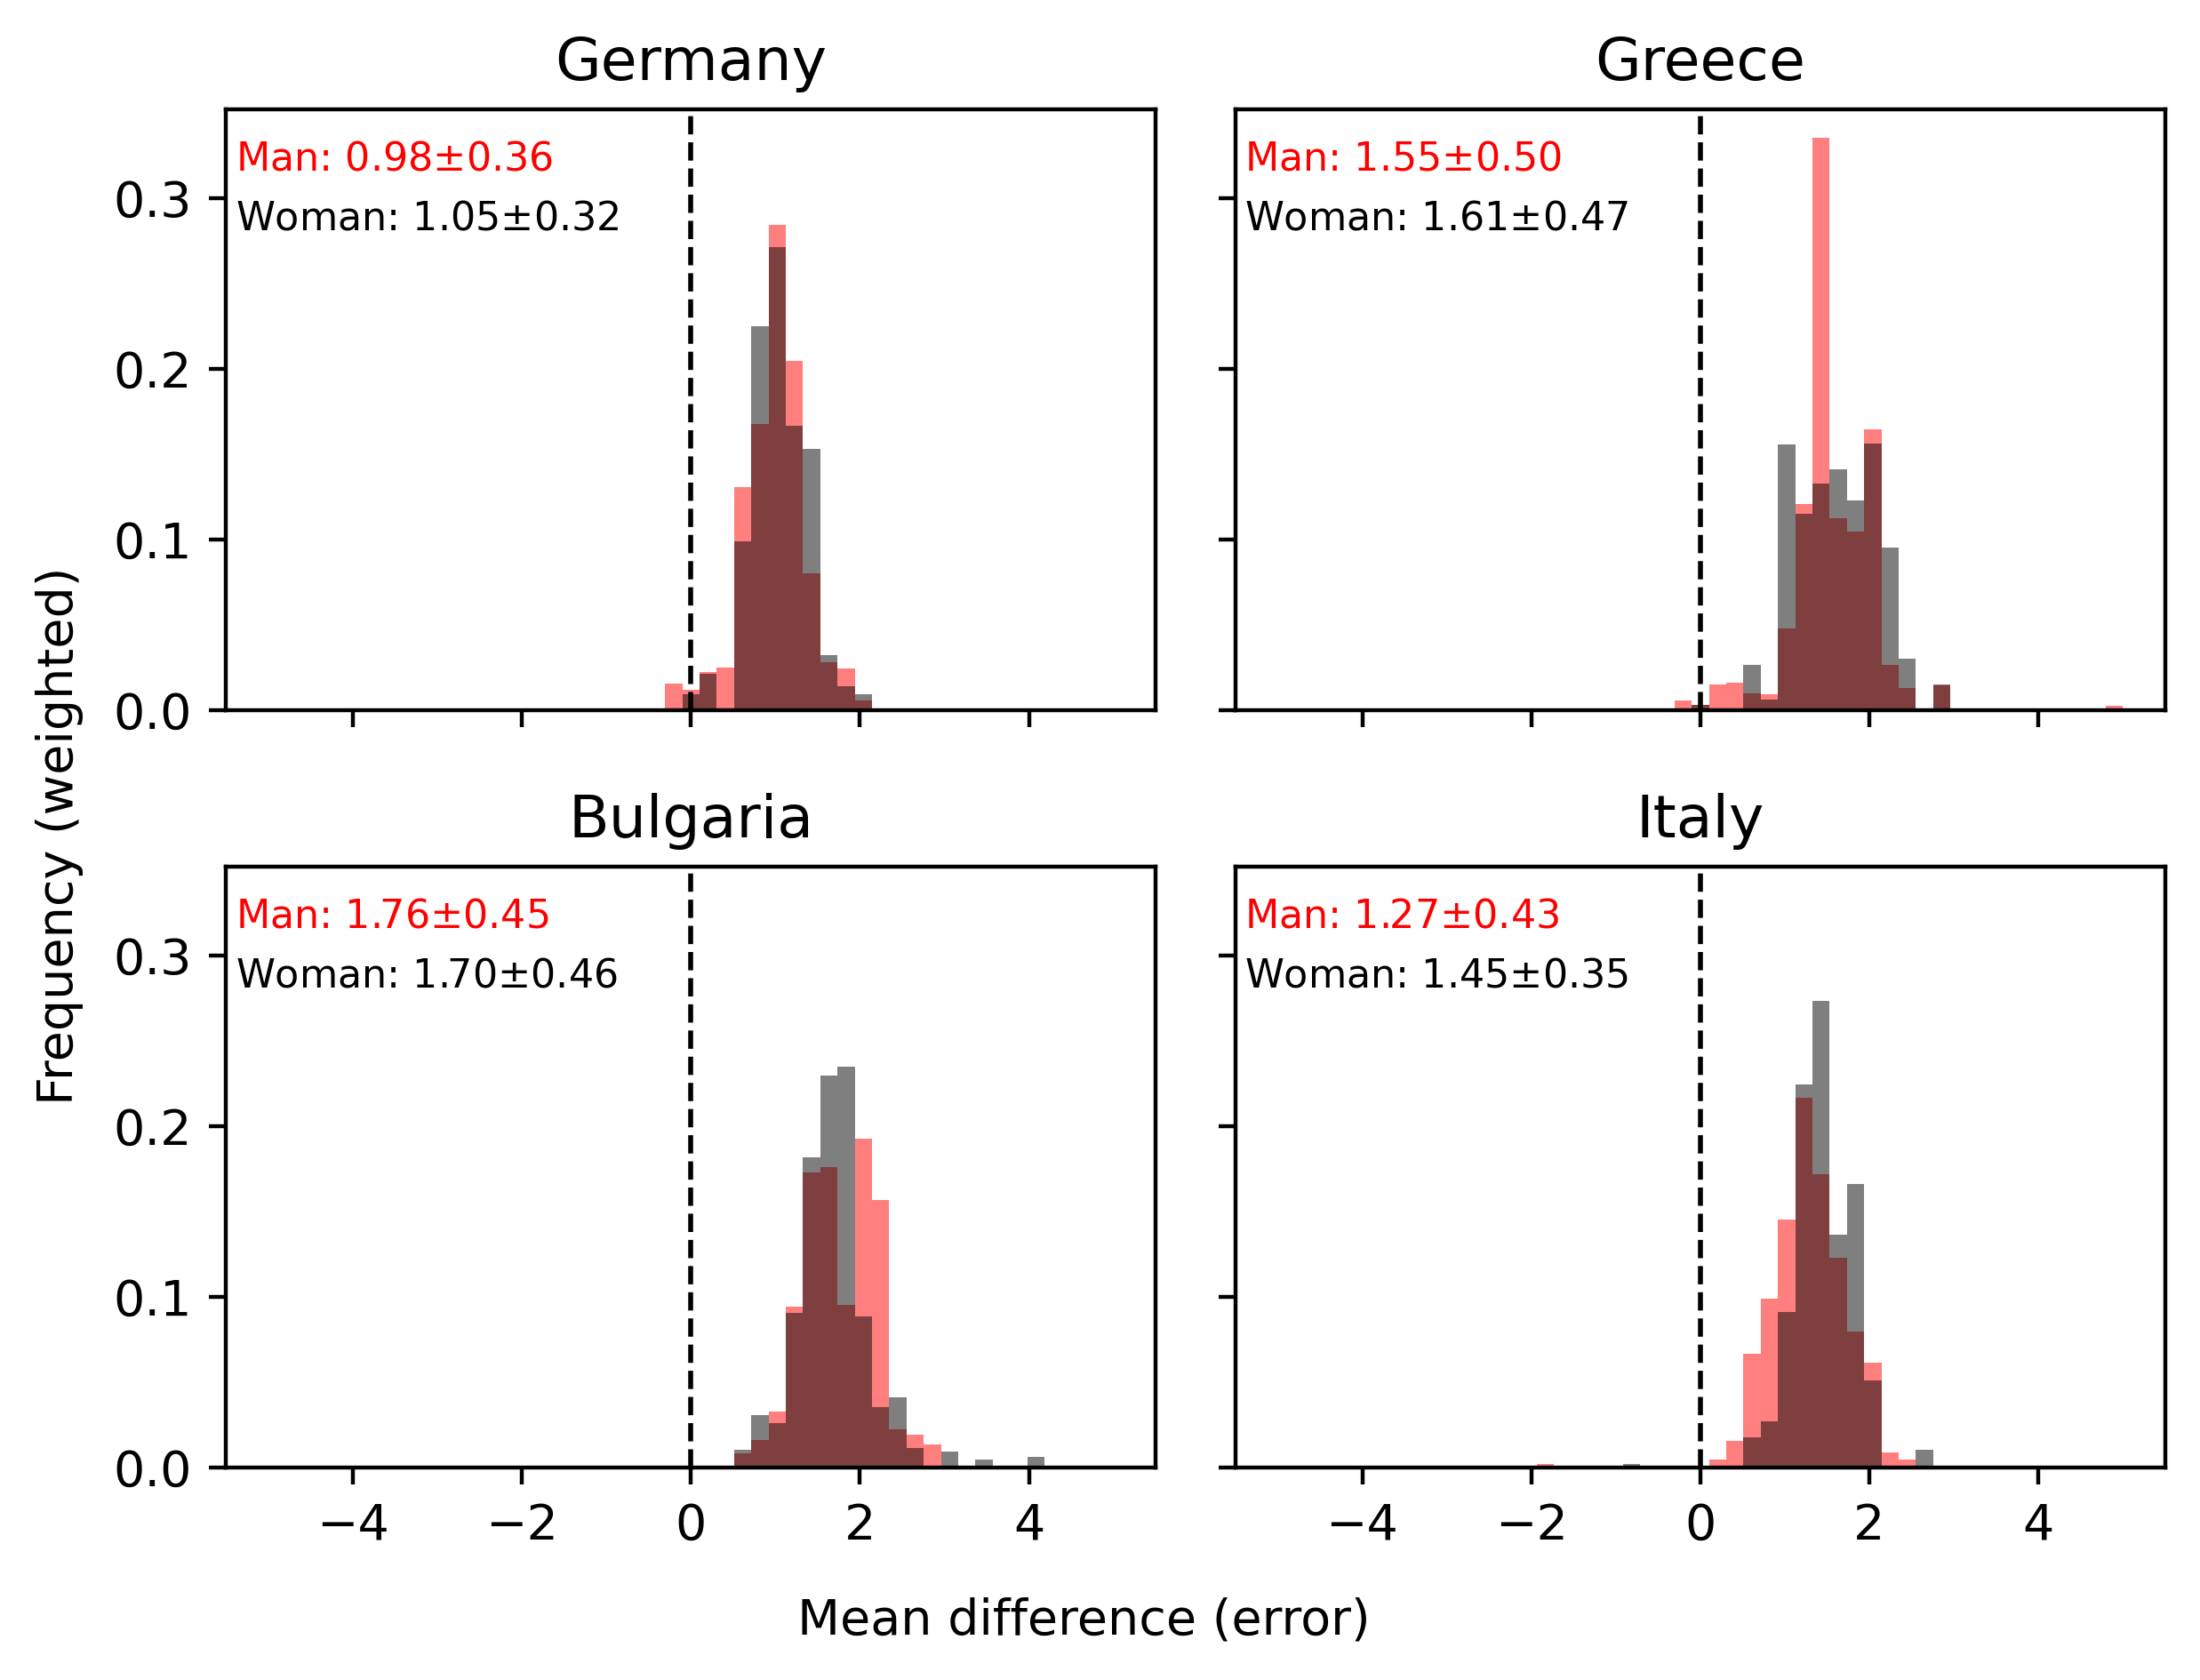 Germany
Man: 0.98±0.36
Woman: 1.05±0.32
0.3
0.2
0.1
0.0
Greece
Man: 1.55±0.50
Woman: 1.61±0.47
Frequency (weighted)
Bulgaria
Man: 1.76±0.45
Woman: 1.70±0.46
0.3
0.2
0.1
0.0
−4 −2 0 2 4
Italy
Man: 1.27±0.43
Woman: 1.45±0.35
−4 −2 0 2 4
Mean difference (error)